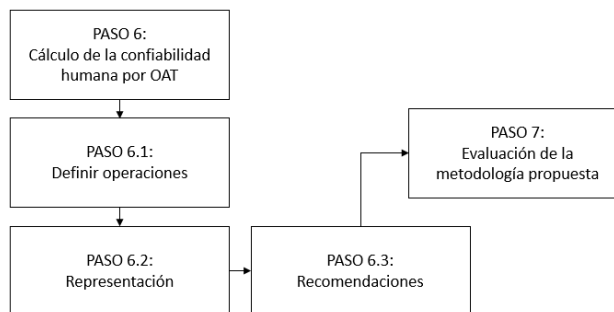 PASO 6:
Cálculo de la confiabilidad
humana por OAT
PASO 6.1:
Definir operaciones
PASO 6.2:
Representación
PASO 6.3:
Recomendaciones
PASO 7:
Evaluación de la
metodología propuesta